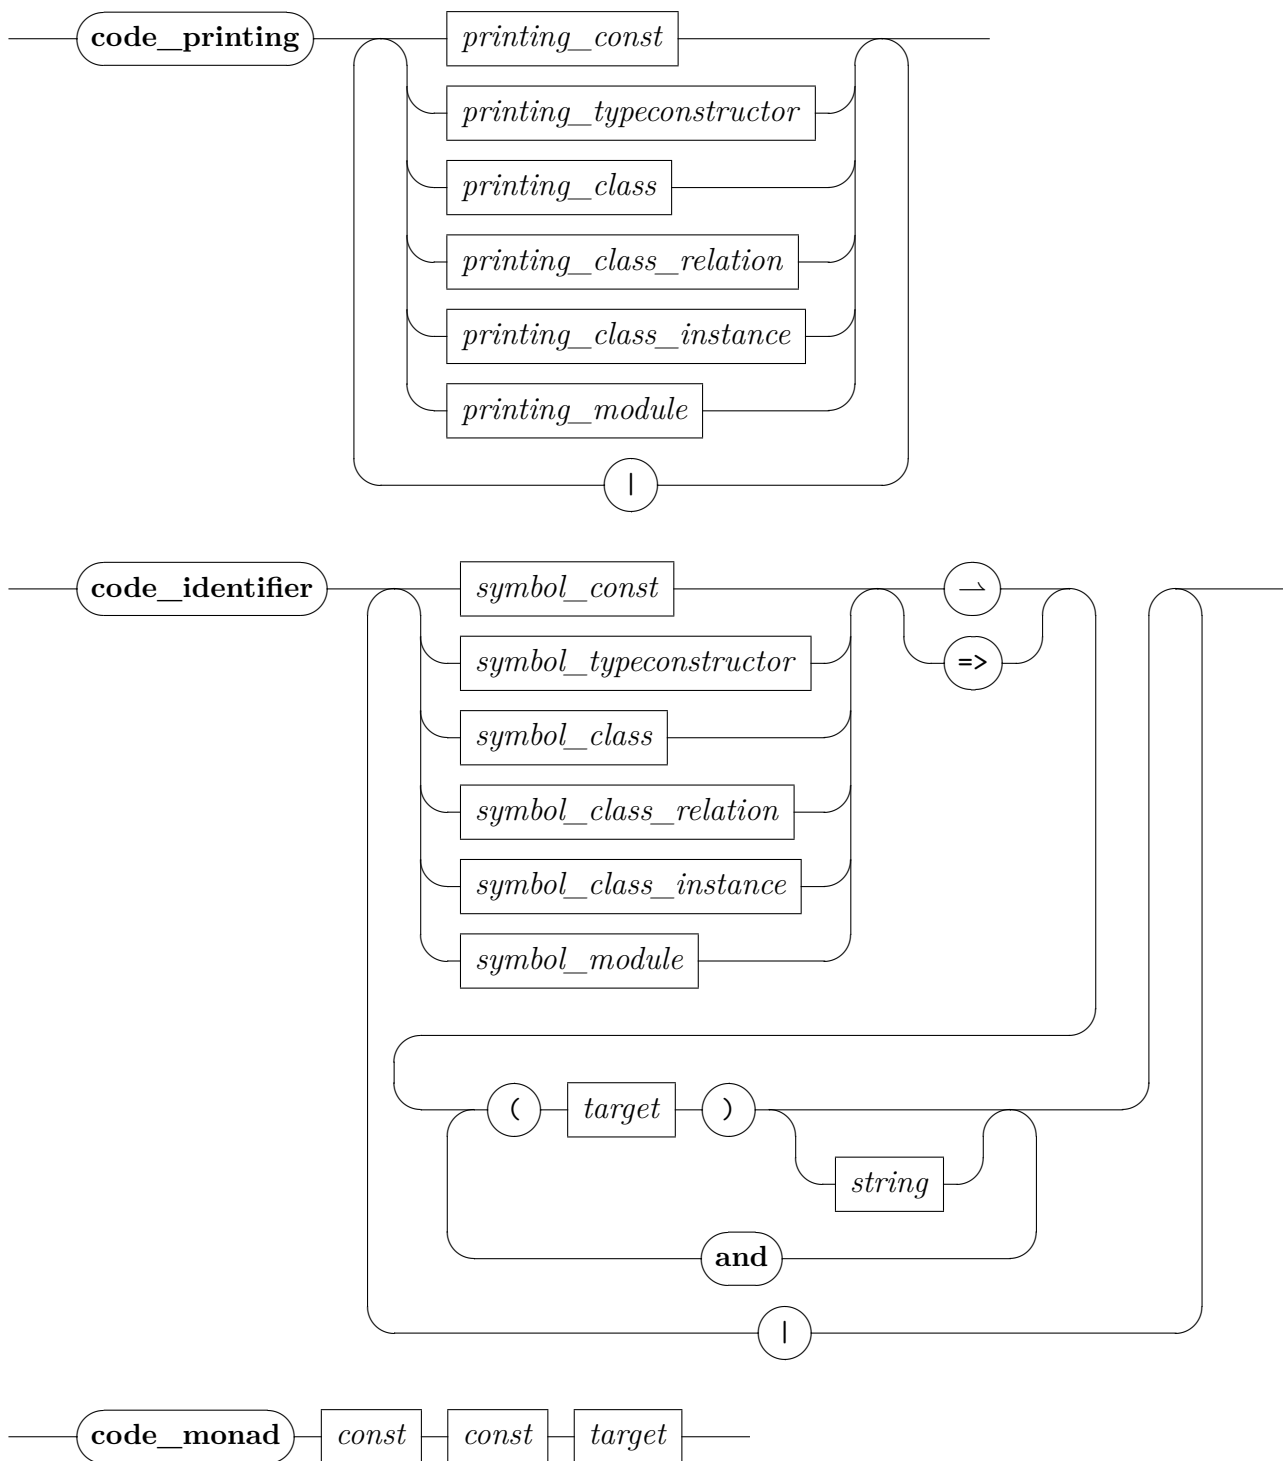 code_printing printing_const
printing_typeconstructor
printing_class
printing_class_relation
printing_class_instance
printing_module
|
code_identifier symbol_const ⇀
symbol_typeconstructor =>
symbol_class
symbol_class_relation
symbol_class_instance
symbol_module
( target )
string
and
|
code_monad const const target